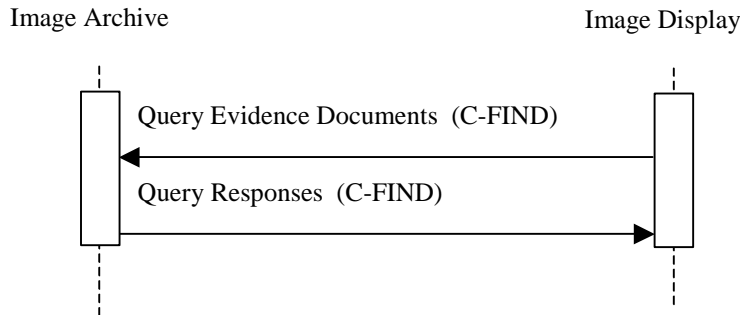 Image Archive
Image Display
Query Evidence Documents (C-FIND)
Query Responses (C-FIND)